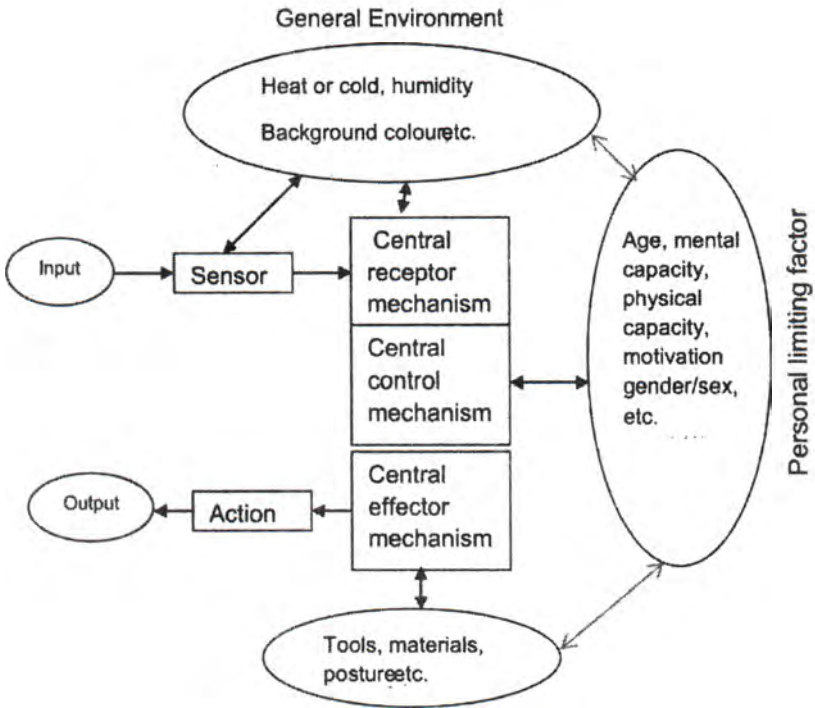 General Environment
Heat or cold, humidity
Background colouretc.
Input
Sensor
Central
receptor
mechanism
Central
control
mechanism
Age, mental
capacity,
physical
capacity,
motivation
gender/sex,
etc.
Personal limiting factor
Output
Action
Central
effector
mechanism
Tools, materials,
postureetc.